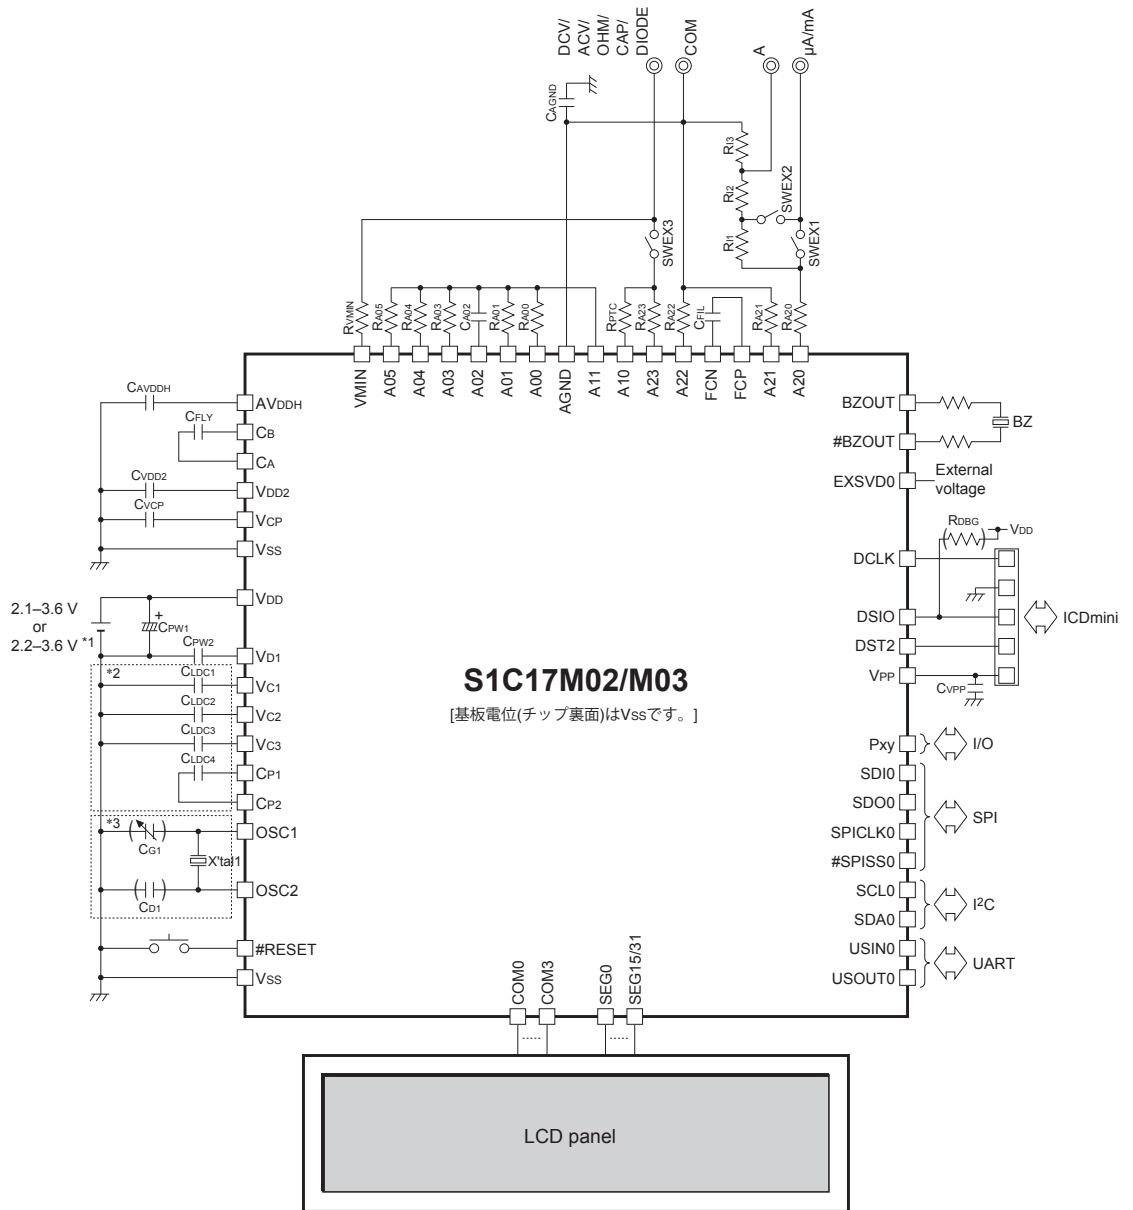 DCV/
ACV/
OHM/
CAP/
DIODE
COM
A
µA/mA
CAGND
RI3
RI2
SWEX2
RI1
SWEX1
SWEX3
RVMIN
RA05
RA04
RA03
CA02
RA01
RA00
RPTC
RA23
RA22
CFIL
RA21
RA20
VMIN
A05
A04
A03
A02
A01
A00
AGND
A11
A10
A23
A22
FCN
FCP
A21
A20
CAVDDH
AVDDH
CFLY
CB
CA
CVDD2
VDD2
CVCP
VCP
VSS
VDD
2.1–3.6 V
or
2.2–3.6 V *1
+
CPW1
CPW2
VD1
*2
CLDC1
VC1
CLDC2
VC2
CLDC3
VC3
CLDC4
CP1
CP2
*3
CG1
OSC1
X'tal1
OSC2
CD1
#RESET
VSS
S1C17M02/M03
[基板電位(チップ裏面)はVSSです。]
BZOUT
BZ
#BZOUT
EXSVD0
External
voltage
RDBG
VDD
DCLK
DSIO
ICDmini
DST2
VPP
CVPP
Pxy
I/O
SDI0
SDO0
SPICLK0
#SPISS0
SPI
SCL0
SDA0
I2C
USIN0
USOUT0
UART
COM0
COM3
SEG0
SEG15/31
.....
.....
LCD panel